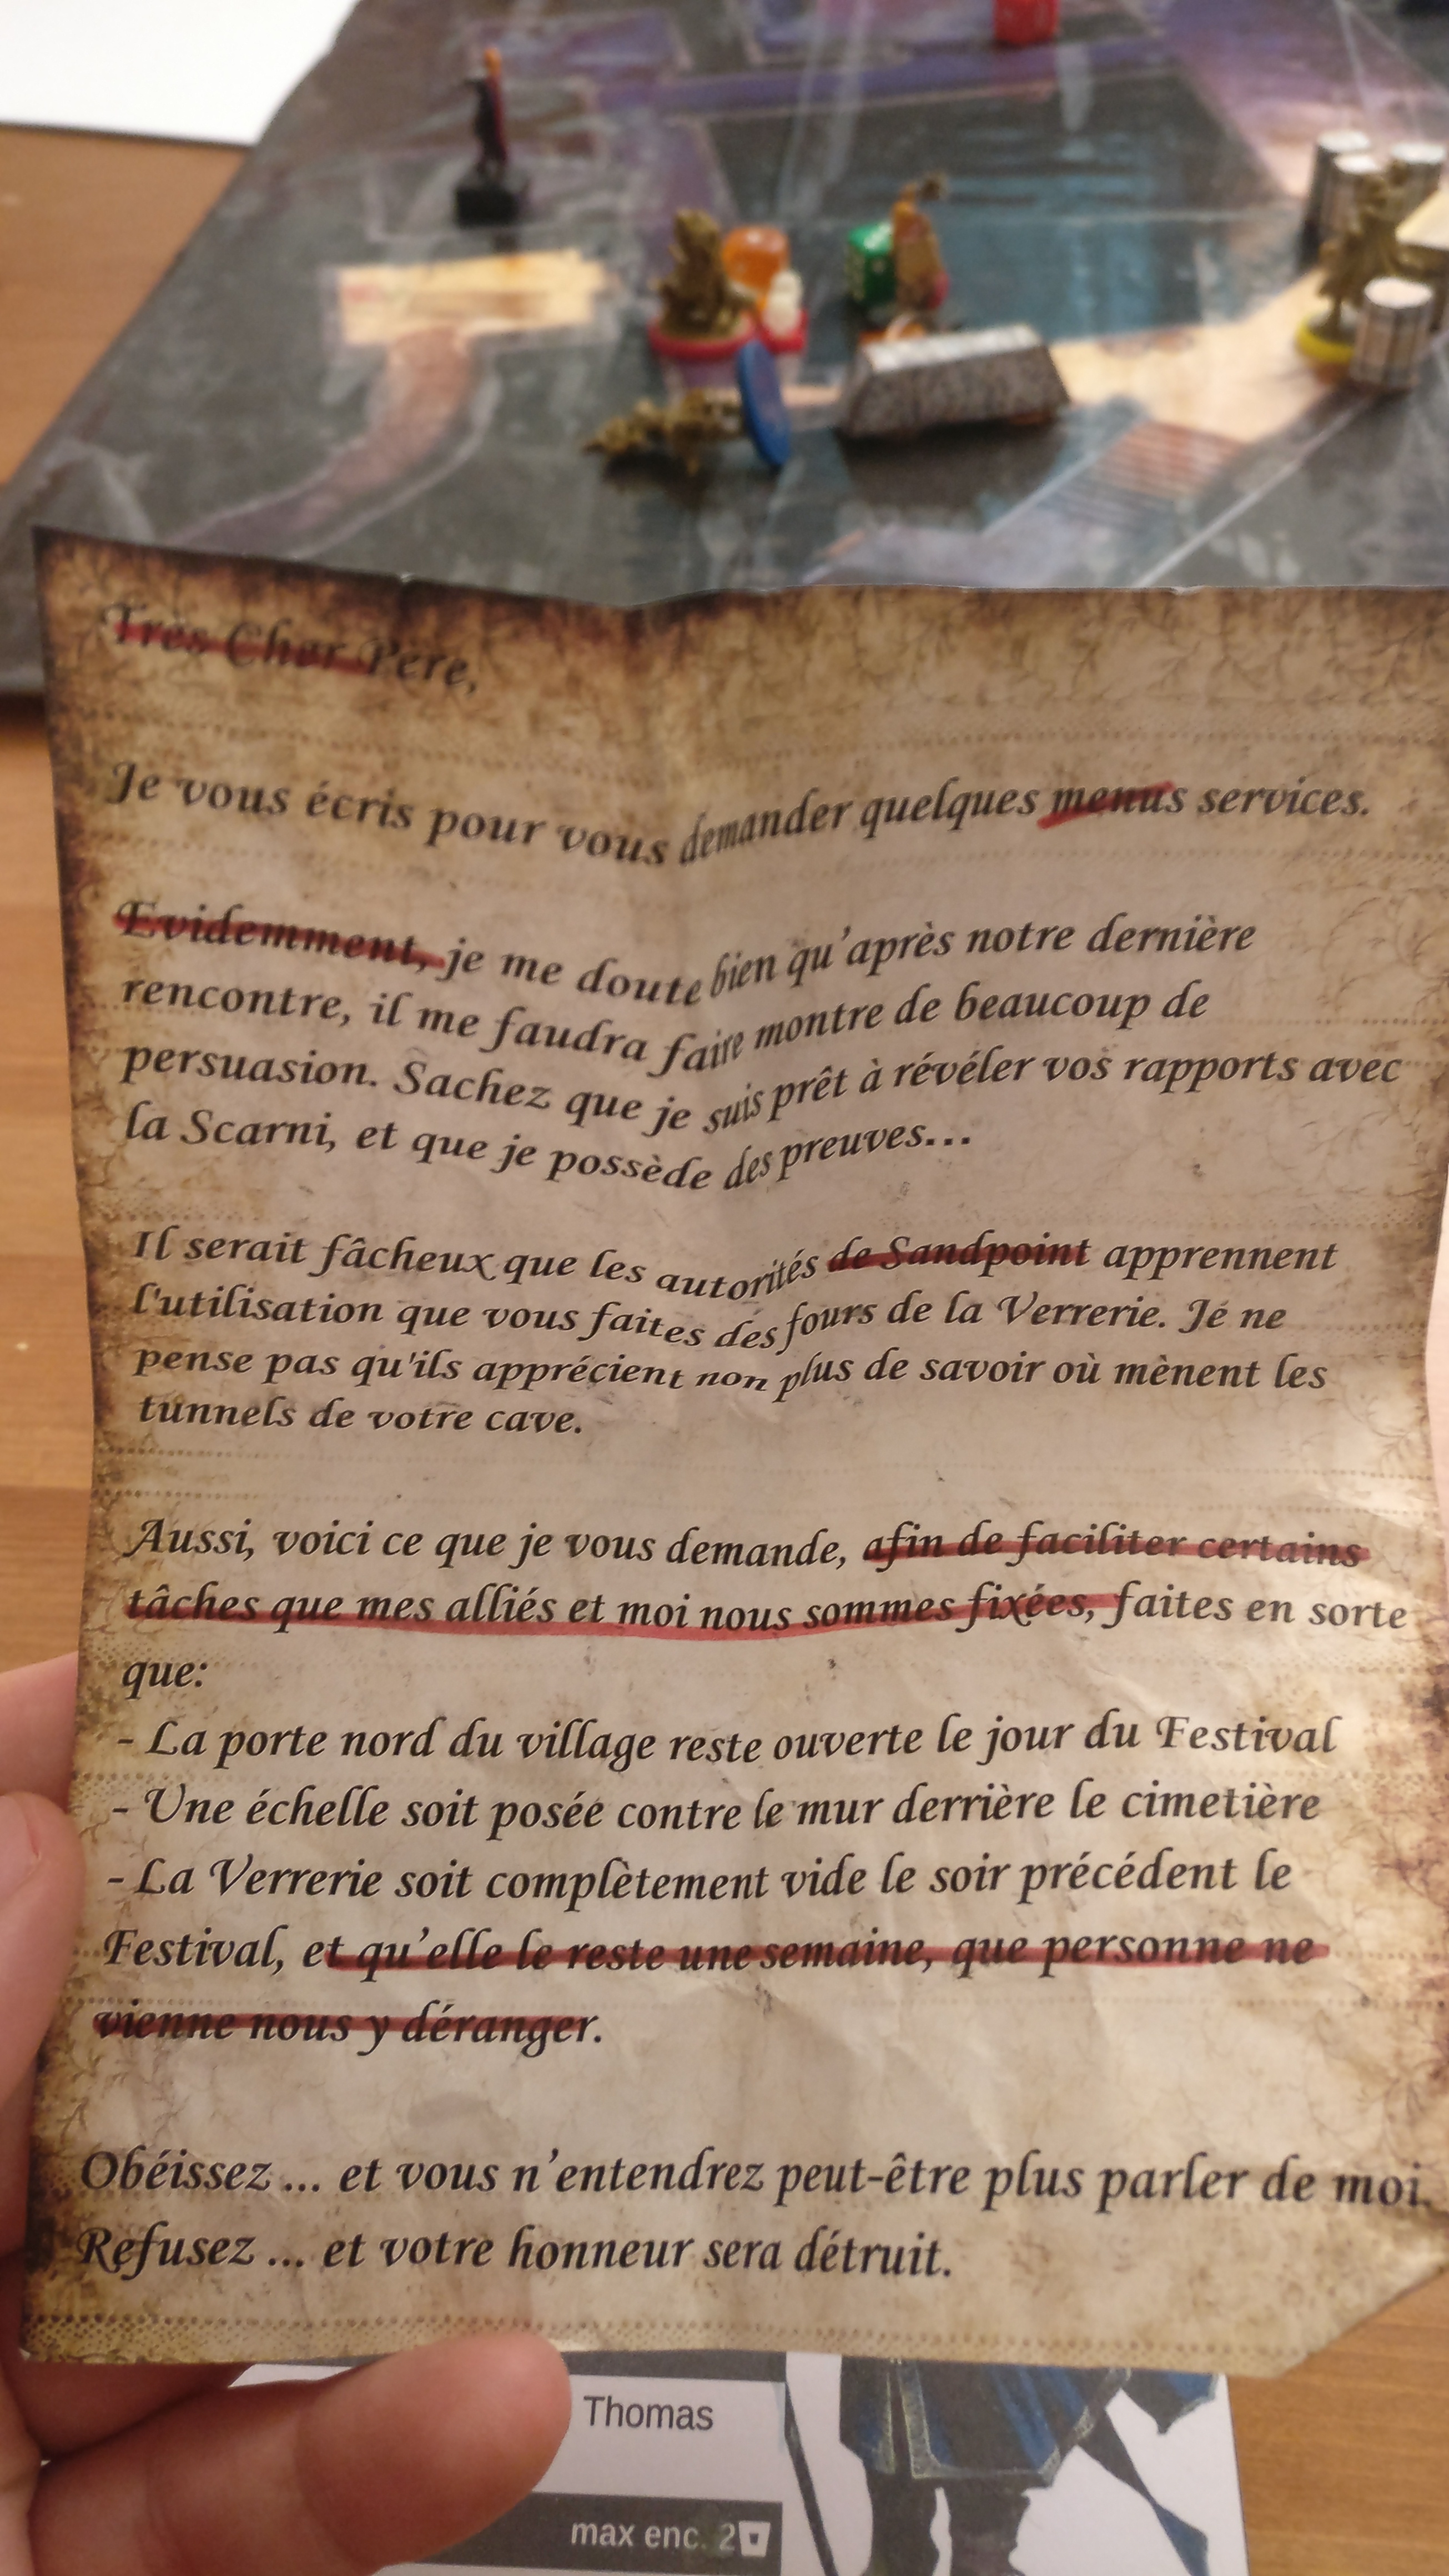 Très Cher Père,
Je vous écris pour vous demander quelques menus services.
Evidemment, je me doute bien qu'après notre dernière
rencontre, il me faudra faire montre de beaucoup de
persuasion. Sachez que je suis prêt à révéler vos rapports avec
la Scarni, et que je possède des preuves...
Il serait fâcheux que les autorités de Sandpoint apprennent
l'utilisation que vous faites des fours de la Verrerie. Je ne
pense pas qu'ils apprécient non plus de savoir où mènent les
tunnels de votre cave.
Aussi, voici ce que je vous demande, afin de faciliter certains
tâches que mes alliés et moi nous sommes fixées, faites en sorte
que:
- La porte nord du village reste ouverte le jour du Festival
- Une échelle soit posée contre le mur derrière le cimetière
- La Verrerie soit complètement vide le soir précédent le
Festival, et qu'elle le reste une semaine, que personne ne
vienne nous y déranger.
Obéissez ... et vous n'entendrez peut-être plus parler de moi.
Refusez ... et votre honneur sera détruit.
Thomas
max enc. 2